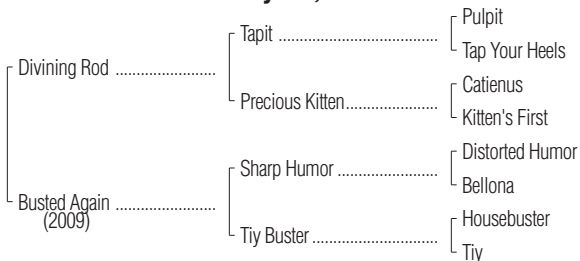 Divining Rod ........................
Busted Again ........................
(2009)
Tapit ......................................
Precious Kitten......................
Sharp Humor ........................
Tiy Buster..............................
Pulpit
Tap Your Heels
Catienus
Kitten's First
Distorted Humor
Bellona
Housebuster
Tiy